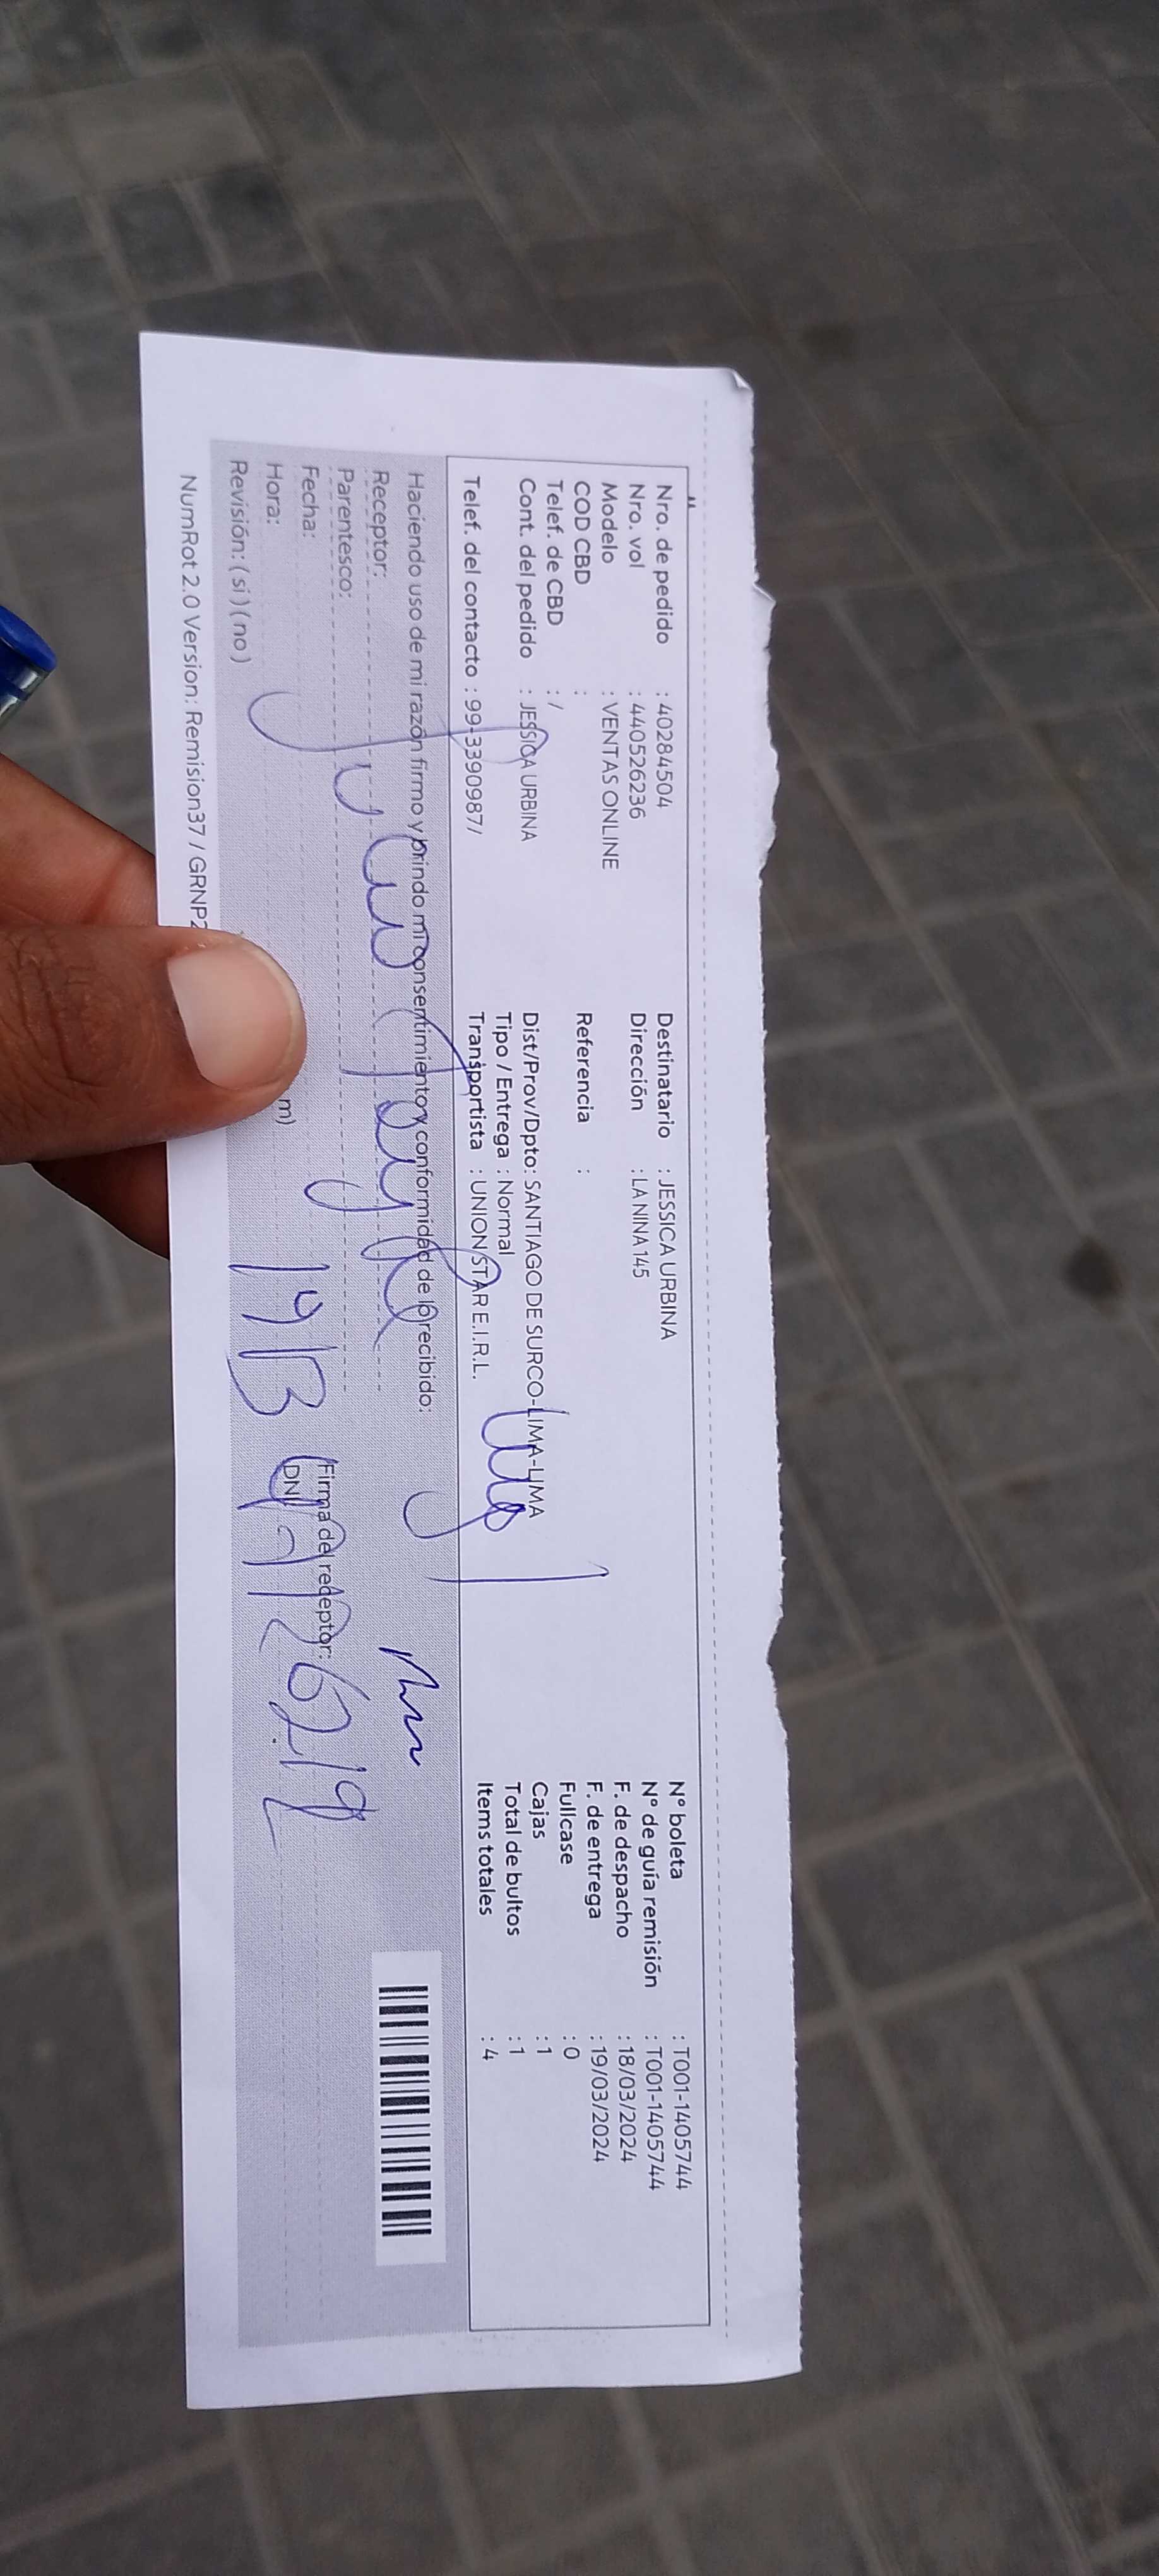 Nro. de pedido : 40284504
Nro. vol : 440526236
Modelo : VENTAS ONLINE
COD CBD :
Telef. de CBD : /
Cont. del pedido : JESSICA URBINA
Telef. del contacto : 99-3390987/
Destinatario : JESSICA URBINA
Dirección : LA NINA 145
Referencia :
Dist/Prov/Dpto: SANTIAGO DE SURCO-LIMA-LIMA
Tipo / Entrega : Normal
Transportista : UNION STAR E.I.R.L.
N° boleta : T001-1405744
N° de guía remisión : T001-1405744
F. de despacho : 18/03/2024
F. de entrega : 19/03/2024
Fullcase : 0
Cajas : 1
Total de bultos : 1
Items totales : 4
Haciendo uso de mi razón firmo y brindo mi consentimiento y conformidad de lo recibido:
Receptor:
Parentesco:
Fecha:
Hora: m)
Revisión: ( si ) ( no )
Firma del receptor:
DNI
19/3
NumRot 2.0 Version: Remision37 / GRNP2